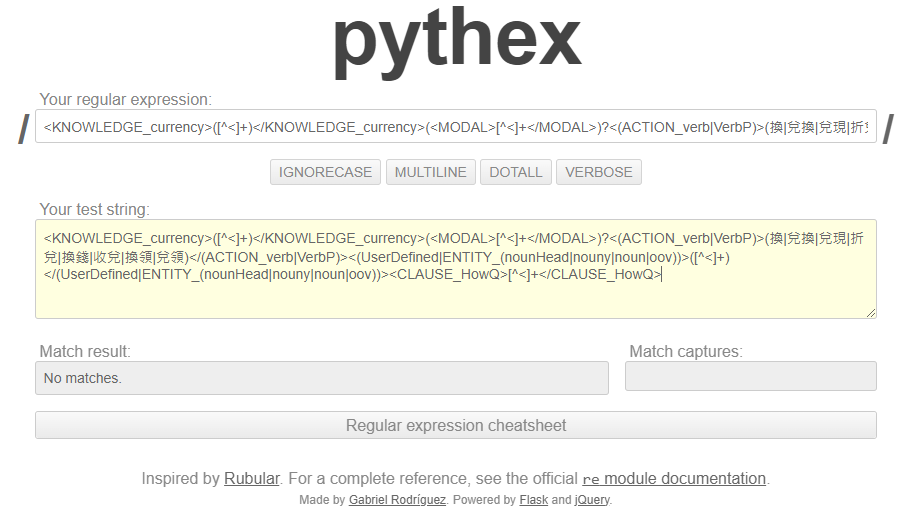 pythex
Your regular expression:
/ <KNOWLEDGE_currency>([^<]+)</KNOWLEDGE_currency>(<MODAL>[^<]+</MODAL>)?<(ACTION_verb|VerbP)>(換|兌換|兌現|折 /
IGNORECASE MULTILINE DOTALL VERBOSE
Your test string:
<KNOWLEDGE_currency>([^<]+)</KNOWLEDGE_currency>(<MODAL>[^<]+</MODAL>)?<(ACTION_verb|VerbP)>(換|兌換|兌現|折
兌|換錢|收兌|換領|兌領)</(ACTION_verb|VerbP)><(UserDefined|ENTITY_(nounHead|nouny|noun|oov))>([^<]+)
</(UserDefined|ENTITY_(nounHead|nouny|noun|oov))><CLAUSE_HowQ>[^<]+</CLAUSE_HowQ>
Match result: Match captures:
No matches.
Regular expression cheatsheet
Inspired by Rubular. For a complete reference, see the official re module documentation.
Made by Gabriel Rodríguez. Powered by Flask and jQuery.